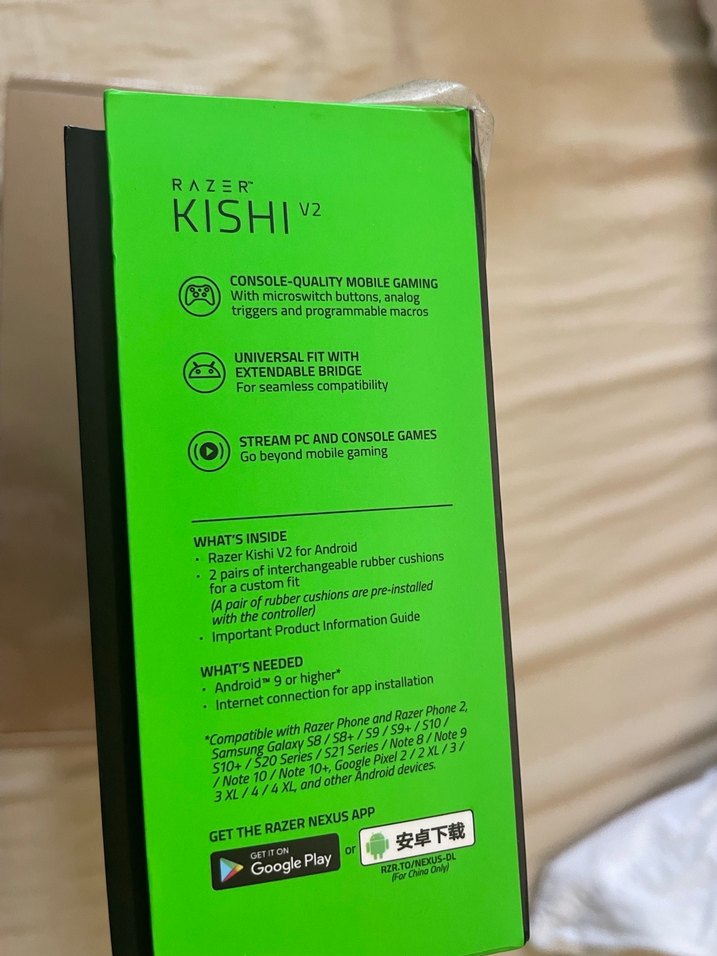 RAZER™
KISHI V2
CONSOLE-QUALITY MOBILE GAMING
With microswitch buttons, analog
triggers and programmable macros
UNIVERSAL FIT WITH
EXTENDABLE BRIDGE
For seamless compatibility
STREAM PC AND CONSOLE GAMES
Go beyond mobile gaming
WHAT'S INSIDE
· Razer Kishi V2 for Android
· 2 pairs of interchangeable rubber cushions
for a custom fit
(A pair of rubber cushions are pre-installed
with the controller)
· Important Product Information Guide
WHAT'S NEEDED
· Android™ 9 or higher*
· Internet connection for app installation
*Compatible with Razer Phone and Razer Phone 2,
Samsung Galaxy S8 / S8+ / S9 / S9+ / S10 /
S10+ / S20 Series / S21 Series / Note 8 / Note 9
/ Note 10 / Note 10+, Google Pixel 2 / 2 XL / 3 /
3 XL / 4 / 4 XL, and other Android devices.
GET THE RAZER NEXUS APP
GET IT ON
Google Play
or
安卓下载
RZR.TO/NEXUS-DL
(For China Only)